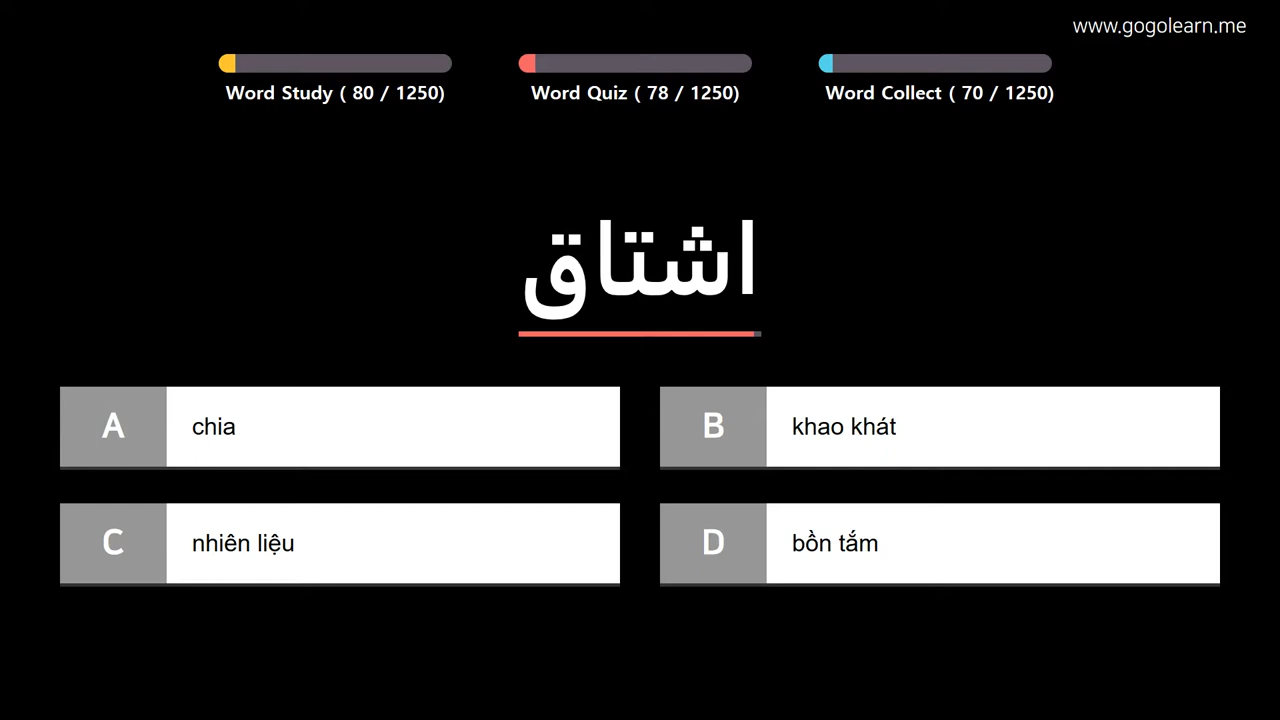 www.gogolearn.me
Word Study ( 80 / 1250)
Word Quiz ( 78 / 1250)
Word Collect ( 70 / 1250)
اشتاق
A chia
B khao khát
C nhiên liệu
D bồn tắm